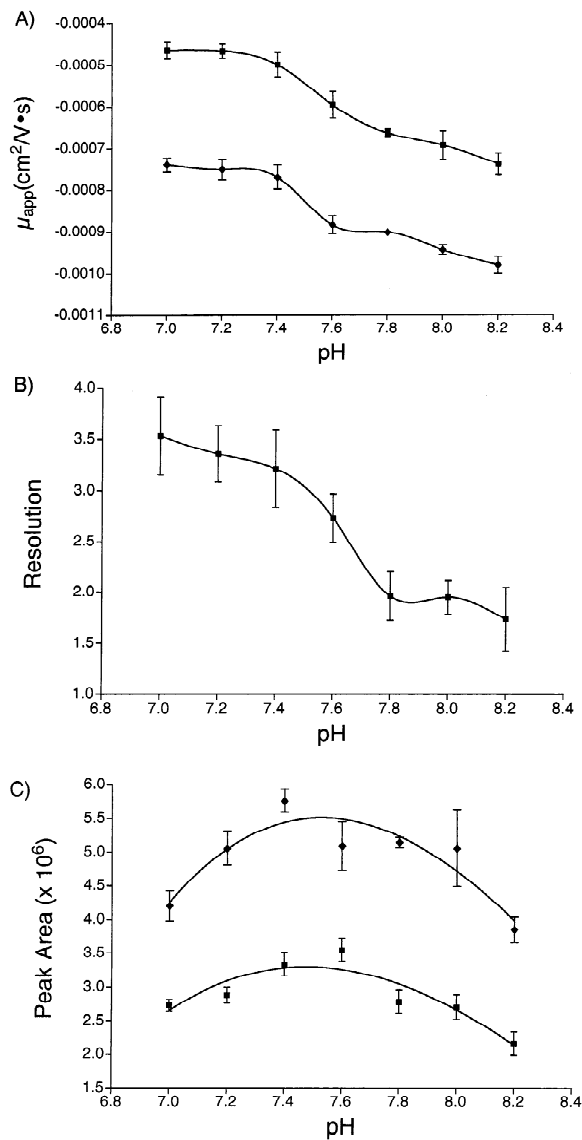 A)
-0.0004
-0.0005
-0.0006
-0.0007
-0.0008
-0.0009
-0.0010
-0.0011
μapp(cm²/V•s)
6.8 7.0 7.2 7.4 7.6 7.8 8.0 8.2 8.4
pH
B)
4.0
3.5
3.0
2.5
2.0
1.5
1.0
Resolution
6.8 7.0 7.2 7.4 7.6 7.8 8.0 8.2 8.4
pH
C)
6.0
5.5
5.0
4.5
4.0
3.5
3.0
2.5
2.0
1.5
Peak Area (x 10⁶)
6.8 7.0 7.2 7.4 7.6 7.8 8.0 8.2 8.4
pH